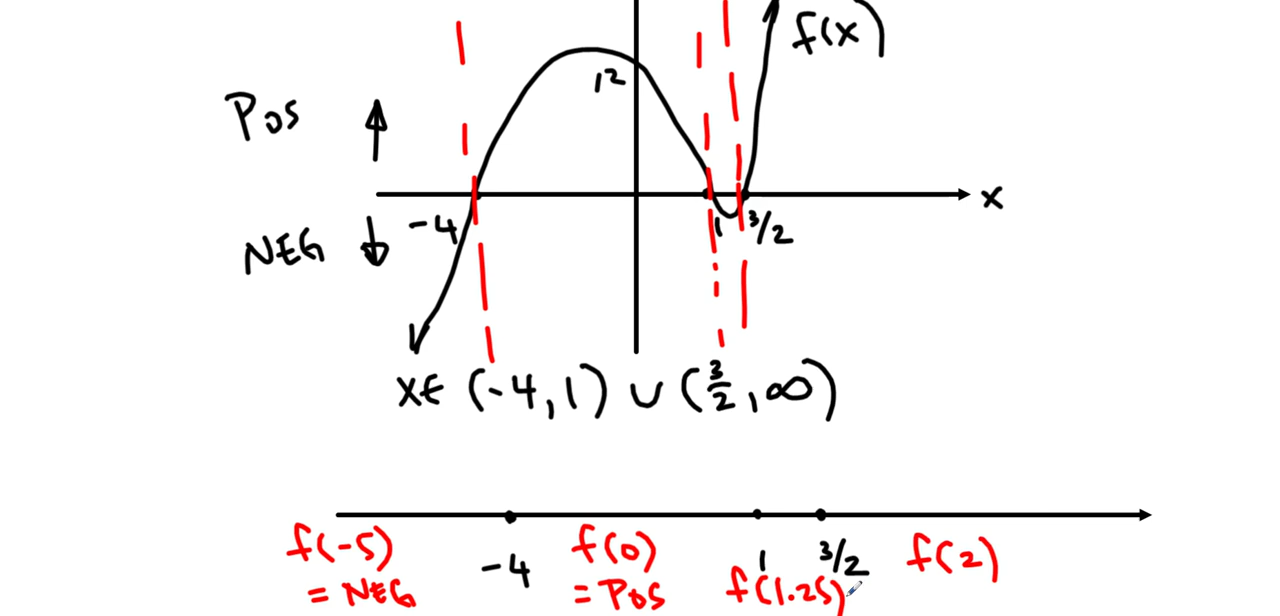 f(x)
12
POS
x
-4
1
3/2
NEG
x∈ (-4,1) ∪ (3/2,∞)
-4
1
3/2
f(-5)
= NEG
f(0)
= POS
f(1.25)
f(2)